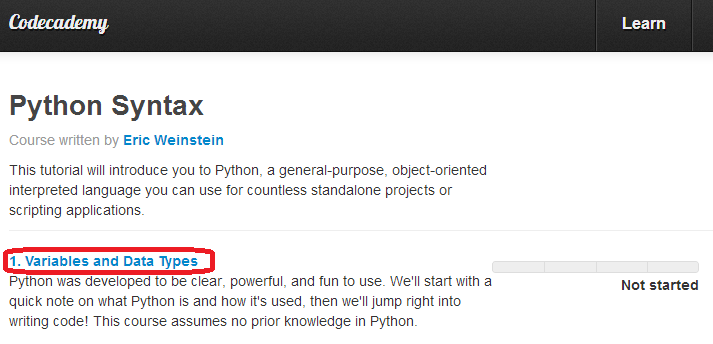 Codecademy
Learn
Python Syntax
Course written by Eric Weinstein
This tutorial will introduce you to Python, a general-purpose, object-oriented
interpreted language you can use for countless standalone projects or
scripting applications.
1. Variables and Data Types
Python was developed to be clear, powerful, and fun to use. We'll start with a
quick note on what Python is and how it's used, then we'll jump right into
writing code! This course assumes no prior knowledge in Python.
Not started